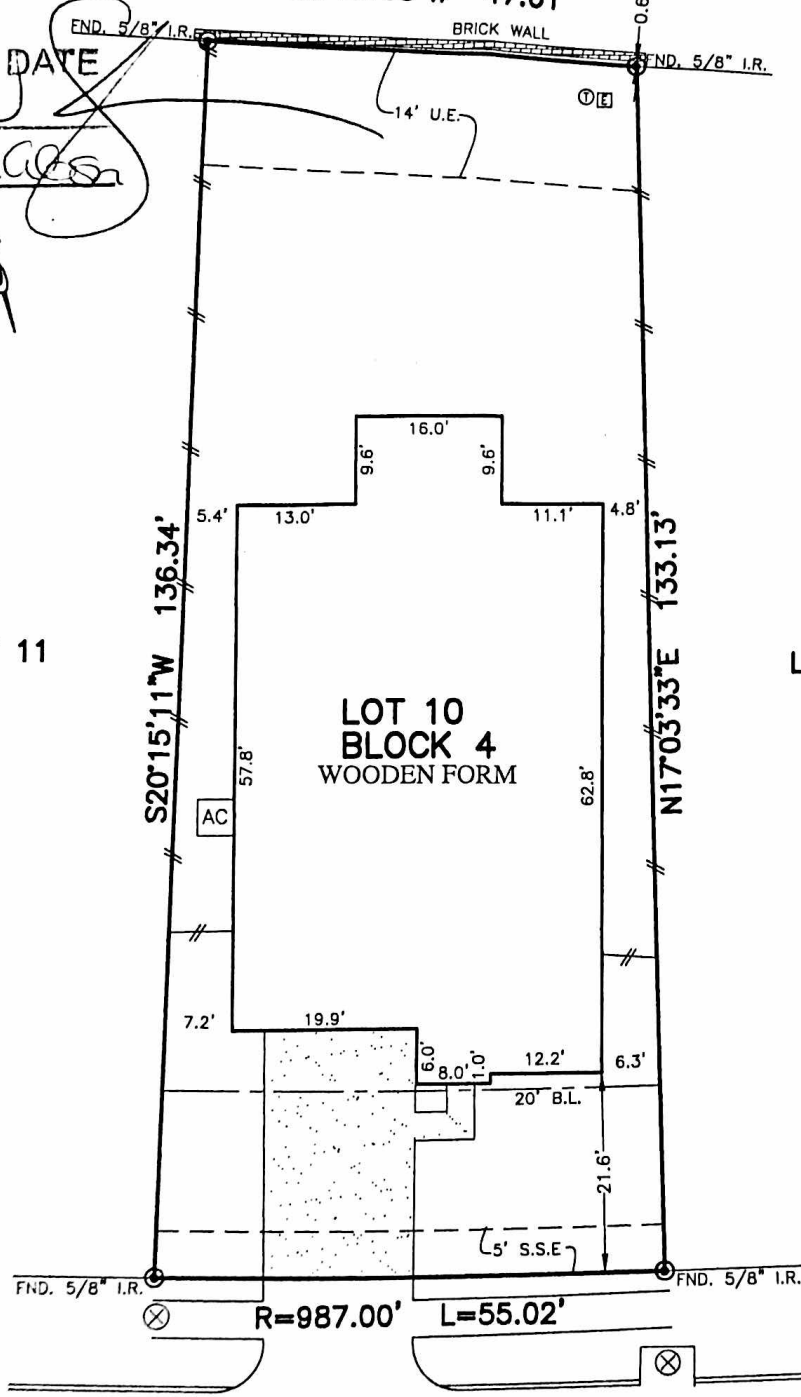 BRICK WALL
FND. 5/8" I.R.
FND. 5/8" I.R.
DATE
14' U.E.
T E
16.0'
9.6' 9.6'
5.4' 13.0' 11.1' 4.8'
S20°15'11"W 136.34'
N17°03'33"E 133.13'
11
L
LOT 10
BLOCK 4
WOODEN FORM
57.8'
62.8'
AC
7.2' 19.9'
6.0' 8.0' 1.0' 12.2' 6.3'
20' B.L.
21.6'
5' S.S.E
FND. 5/8" I.R.
FND. 5/8" I.R.
R=987.00' L=55.02'